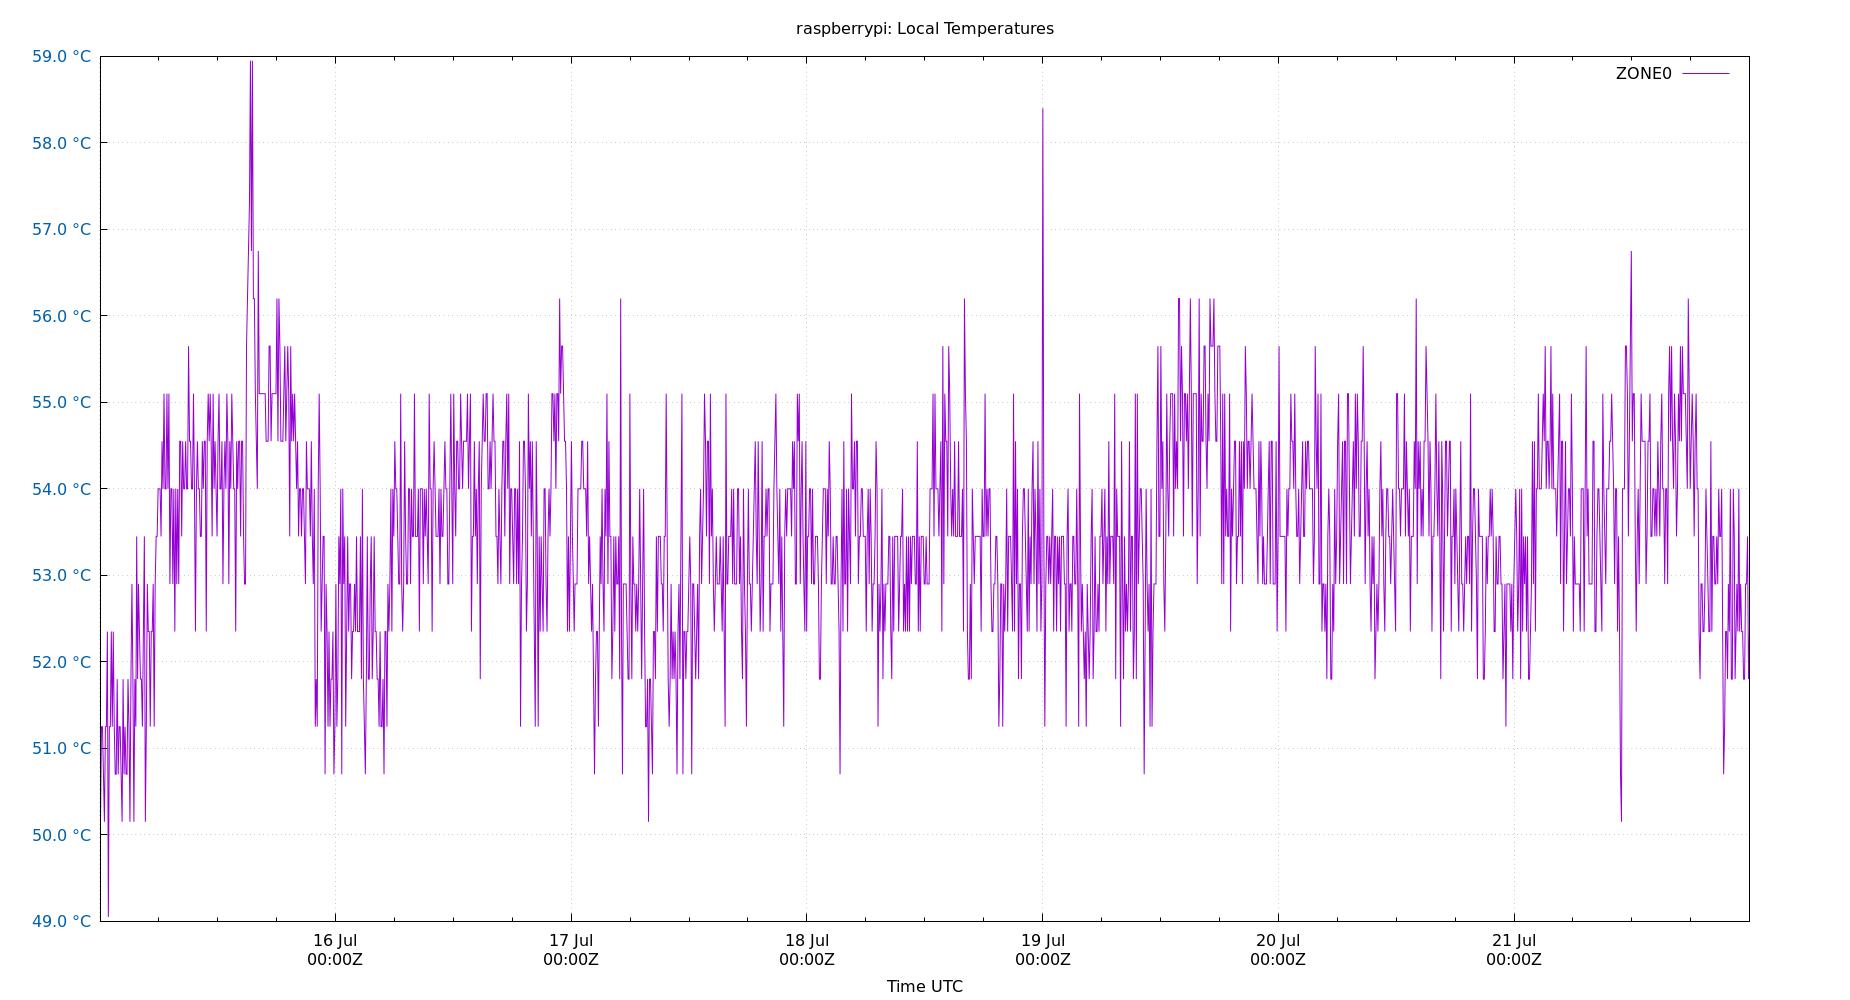 raspberrypi: Local Temperatures
ZONE0
59.0 °C
58.0 °C
57.0 °C
56.0 °C
55.0 °C
54.0 °C
53.0 °C
52.0 °C
51.0 °C
50.0 °C
49.0 °C
16 Jul 17 Jul 18 Jul 19 Jul 20 Jul 21 Jul
00:00Z 00:00Z 00:00Z 00:00Z 00:00Z 00:00Z
Time UTC